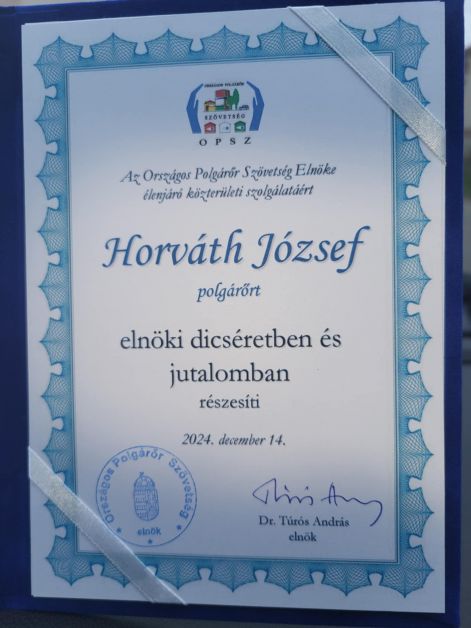 ORSZÁGOS POLGÁRŐR
SZÖVETSÉG
O P S Z
Az Országos Polgárőr Szövetség Elnöke
élenjáró közterületi szolgálatáért
Horváth József
polgárőrt
elnöki dicséretben és
jutalomban
részesíti
2024. december 14.
Országos Polgárőr Szövetség
elnök
Dr. Túrós András
elnök